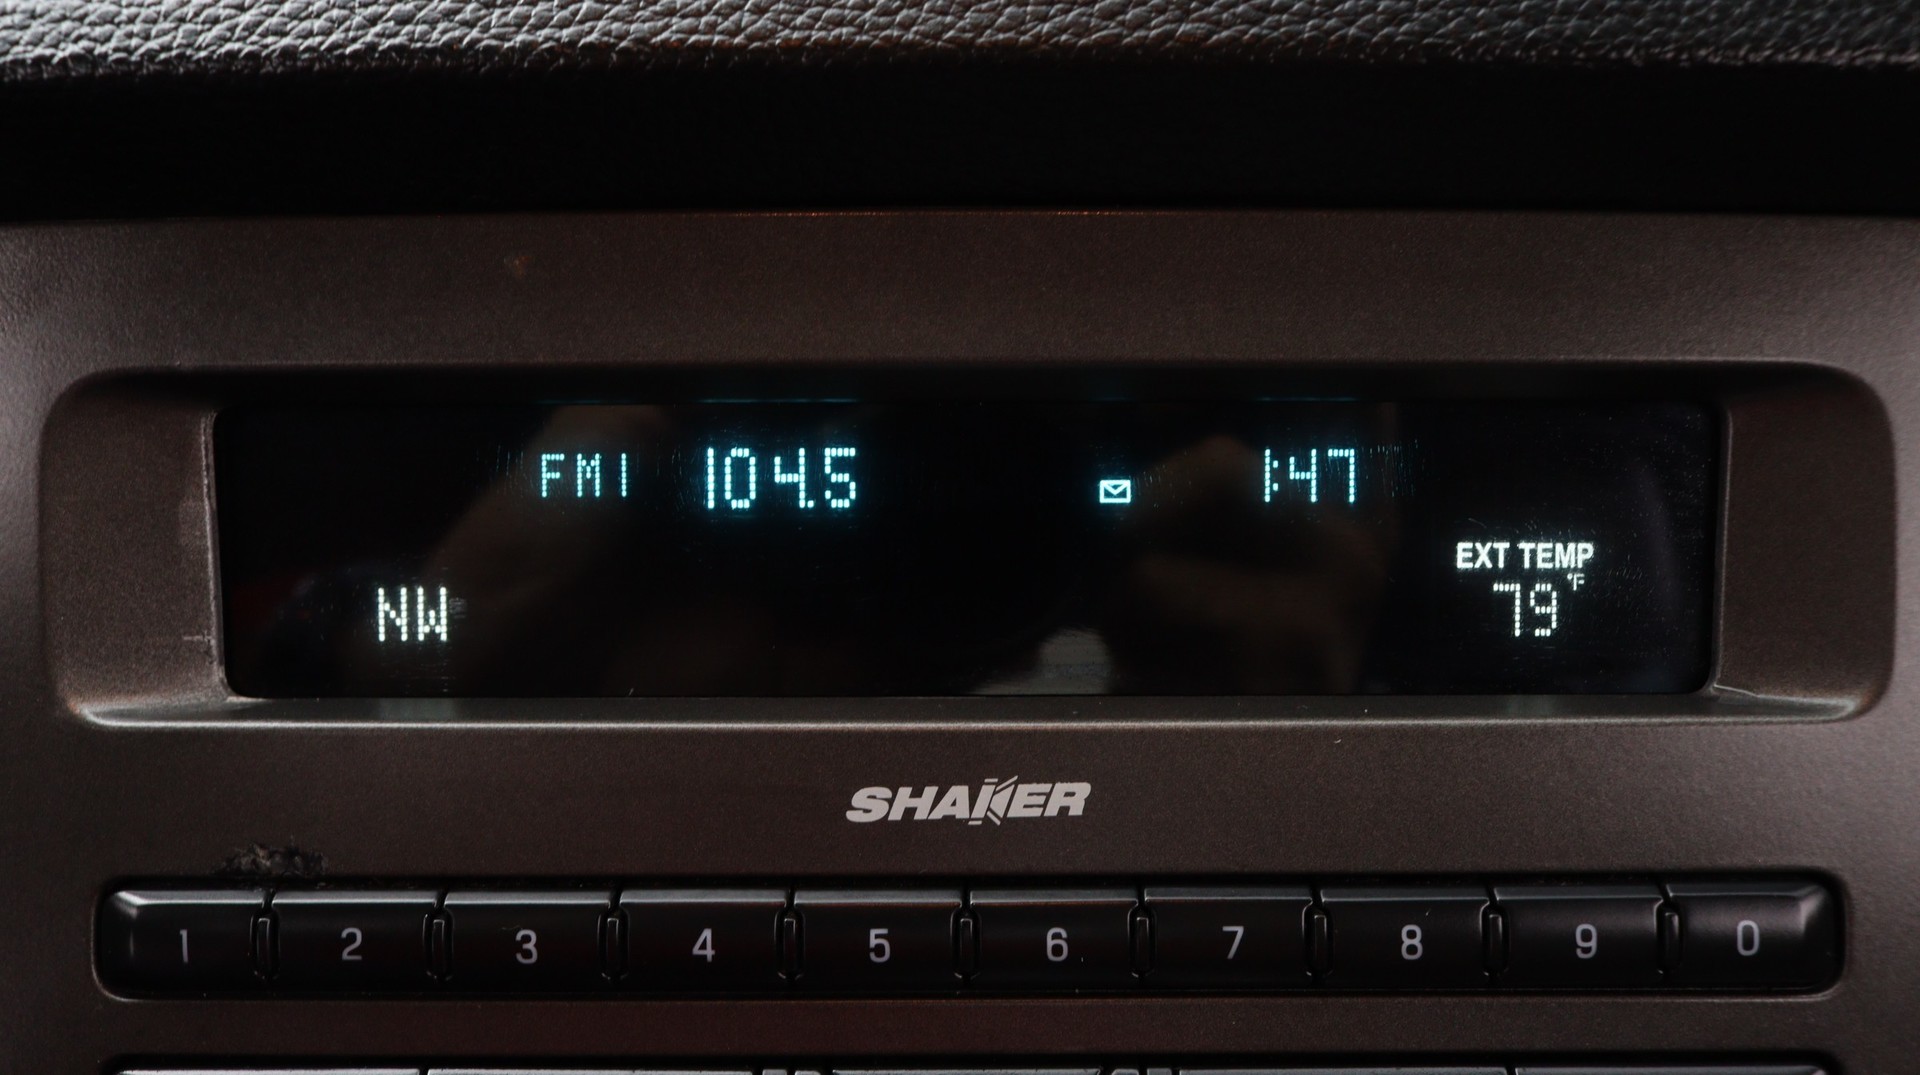 FM1 104.5 1:47
EXT TEMP
NW 79°F
SHAKER
1 2 3 4 5 6 7 8 9 0